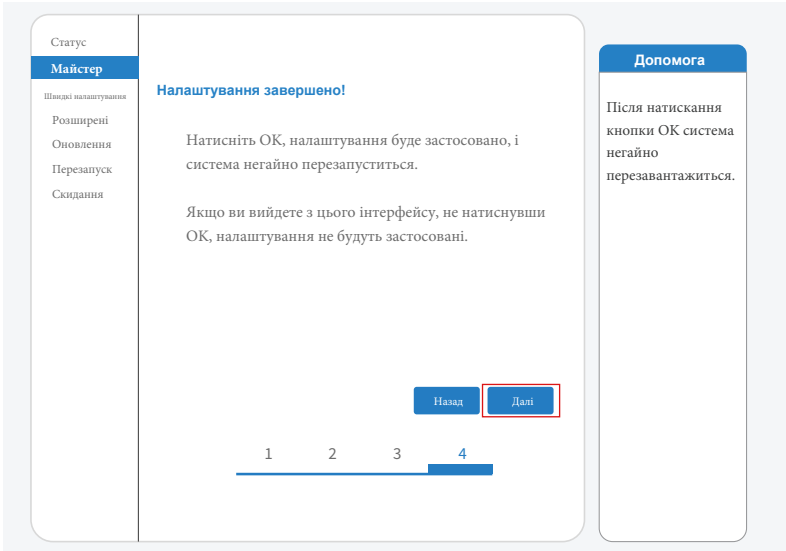 Статус
Майстер
Швидкі налаштування
Розширені
Оновлення
Перезапуск
Скидання
Налаштування завершено!
Натисніть OK, налаштування буде застосовано, і
система негайно перезапуститься.
Якщо ви вийдете з цього інтерфейсу, не натиснувши
OK, налаштування не будуть застосовані.
Назад
Далі
1 2 3 4
Допомога
Після натискання
кнопки OK система
негайно
перезавантажиться.